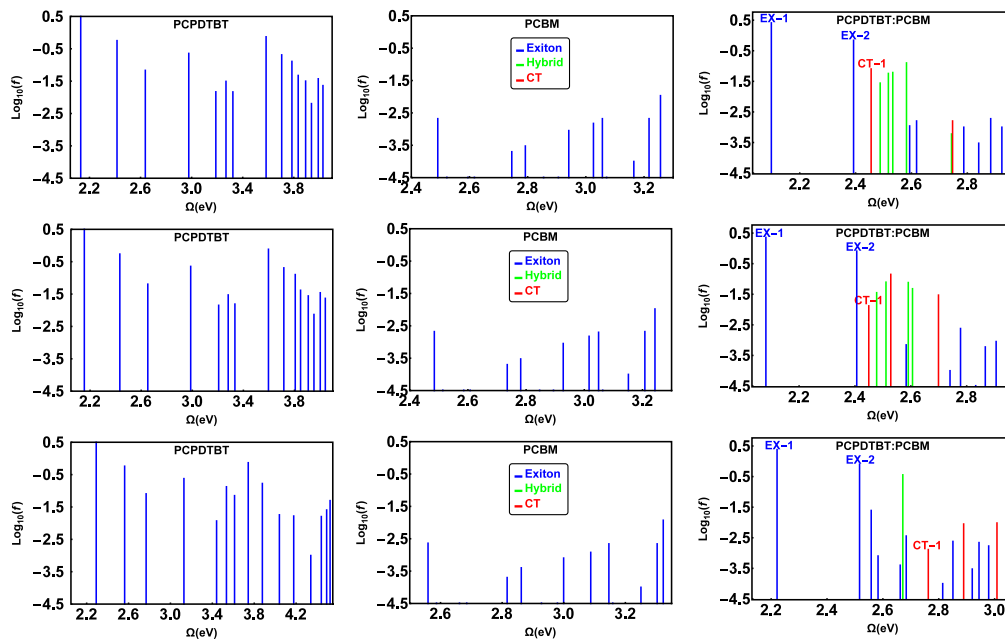 PCPDTBT
0.5
−0.5
−1.5
−2.5
−3.5
−4.5
Log10(f)
2.2 2.6 3.0 3.4 3.8
Ω(eV)
PCBM
Exiton
Hybrid
CT
0.5
−0.5
−1.5
−2.5
−3.5
−4.5
Log10(f)
2.4 2.6 2.8 3.0 3.2
Ω(eV)
PCPDTBT:PCBM
EX−1
EX−2
CT−1
0.5
−0.5
−1.5
−2.5
−3.5
−4.5
Log10(f)
2.2 2.4 2.6 2.8 3.0
Ω(eV)
PCPDTBT
0.5
−0.5
−1.5
−2.5
−3.5
−4.5
Log10(f)
2.2 2.6 3.0 3.4 3.8
Ω(eV)
PCBM
Exiton
Hybrid
CT
0.5
−0.5
−1.5
−2.5
−3.5
−4.5
Log10(f)
2.4 2.6 2.8 3.0 3.2
Ω(eV)
PCPDTBT:PCBM
EX−1
EX−2
CT−1
0.5
−0.5
−1.5
−2.5
−3.5
−4.5
Log10(f)
2.2 2.4 2.6 2.8 3.0
Ω(eV)
PCPDTBT
0.5
−0.5
−1.5
−2.5
−3.5
−4.5
Log10(f)
2.2 2.6 3.0 3.4 3.8 4.2
Ω(eV)
PCBM
Exiton
Hybrid
CT
0.5
−0.5
−1.5
−2.5
−3.5
−4.5
Log10(f)
2.6 2.8 3.0 3.2
Ω(eV)
PCPDTBT:PCBM
EX−1
EX−2
CT−1
0.5
−0.5
−1.5
−2.5
−3.5
−4.5
Log10(f)
2.2 2.4 2.6 2.8 3.0
Ω(eV)